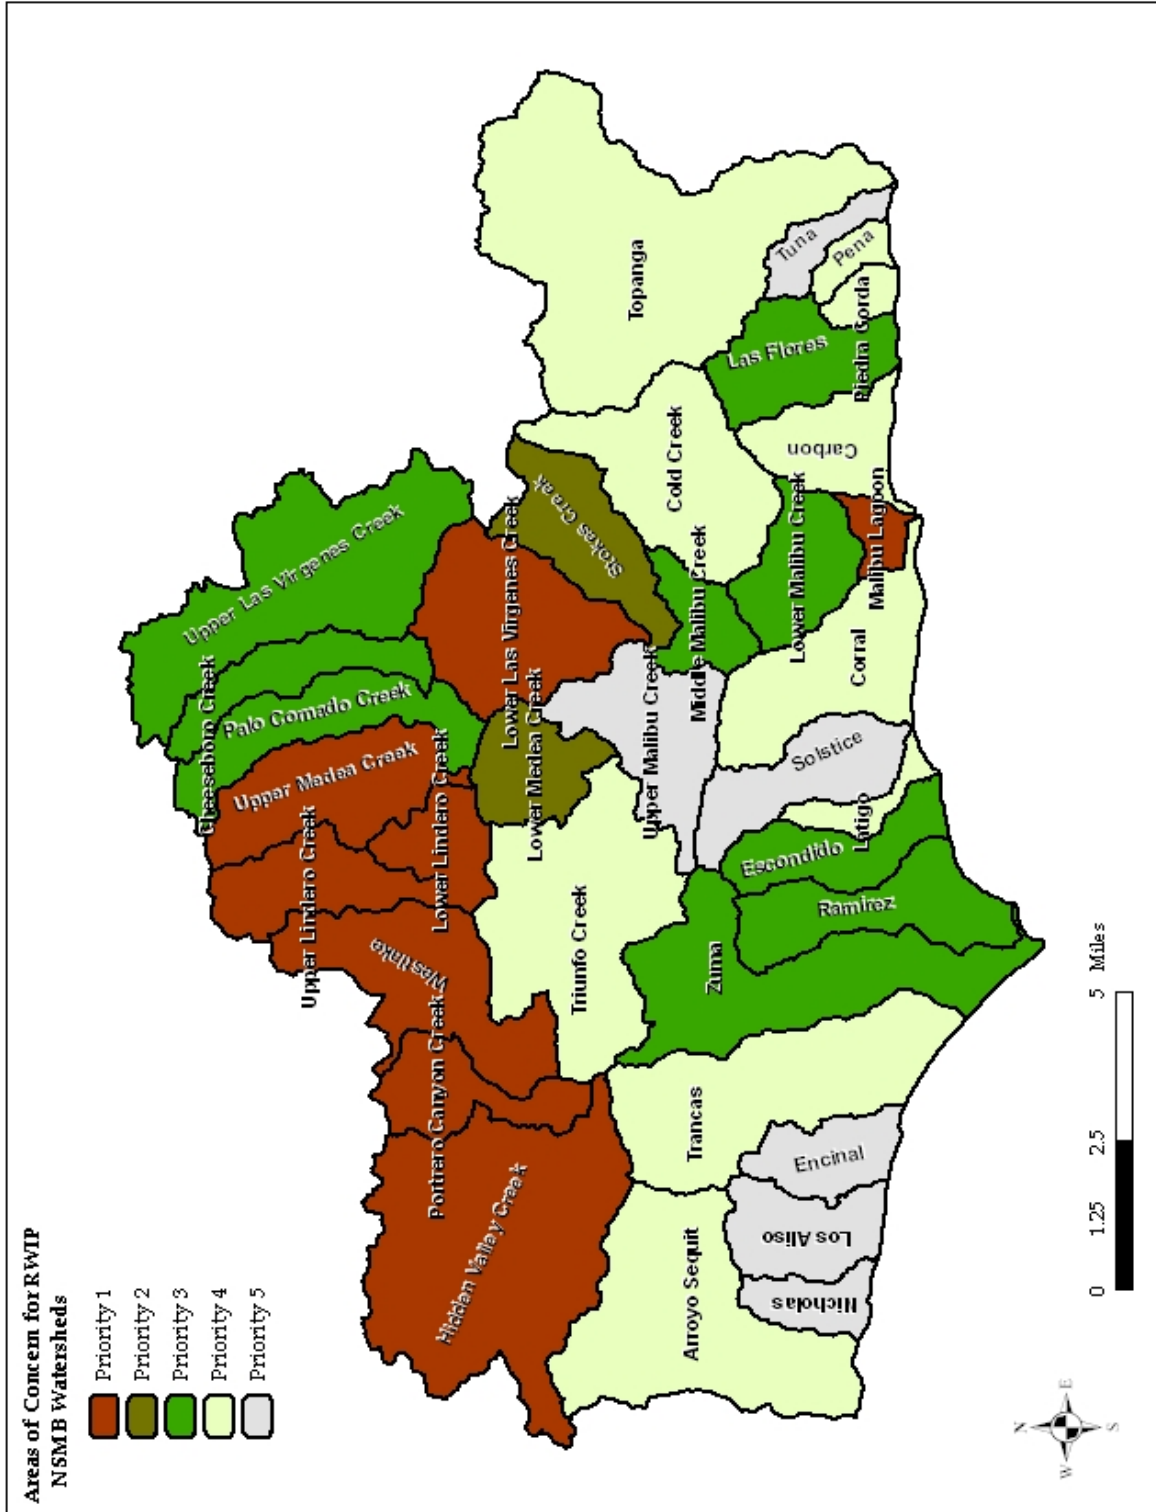 Areas of Concern for RWIP
NSMB Watersheds
Priority 1
Priority 2
Priority 3
Priority 4
Priority 5
Upper Las Virgenes Creek
Cheeseboro Creek
Palo Comado Creek
Upper Medea Creek
Upper Lindero Creek
Lower Lindero Creek
Westlake
Portrero Canyon Creek
Hidden Valley Creek
Lower Las Virgenes Creek
Stokes Creek
Lower Medea Creek
Triunfo Creek
Upper Malibu Creek
Middle Malibu Creek
Cold Creek
Topanga
Lower Malibu Creek
Malibu Lagoon
Carbon
Las Flores
Piedra Gorda
Pena
Tuna
Corral
Solstice
Latigo
Escondido
Ramirez
Zuma
Trancas
Encinal
Los Aliso
Nicholas
Arroyo Sequit
N
W E
S
0 1.25 2.5 5 Miles